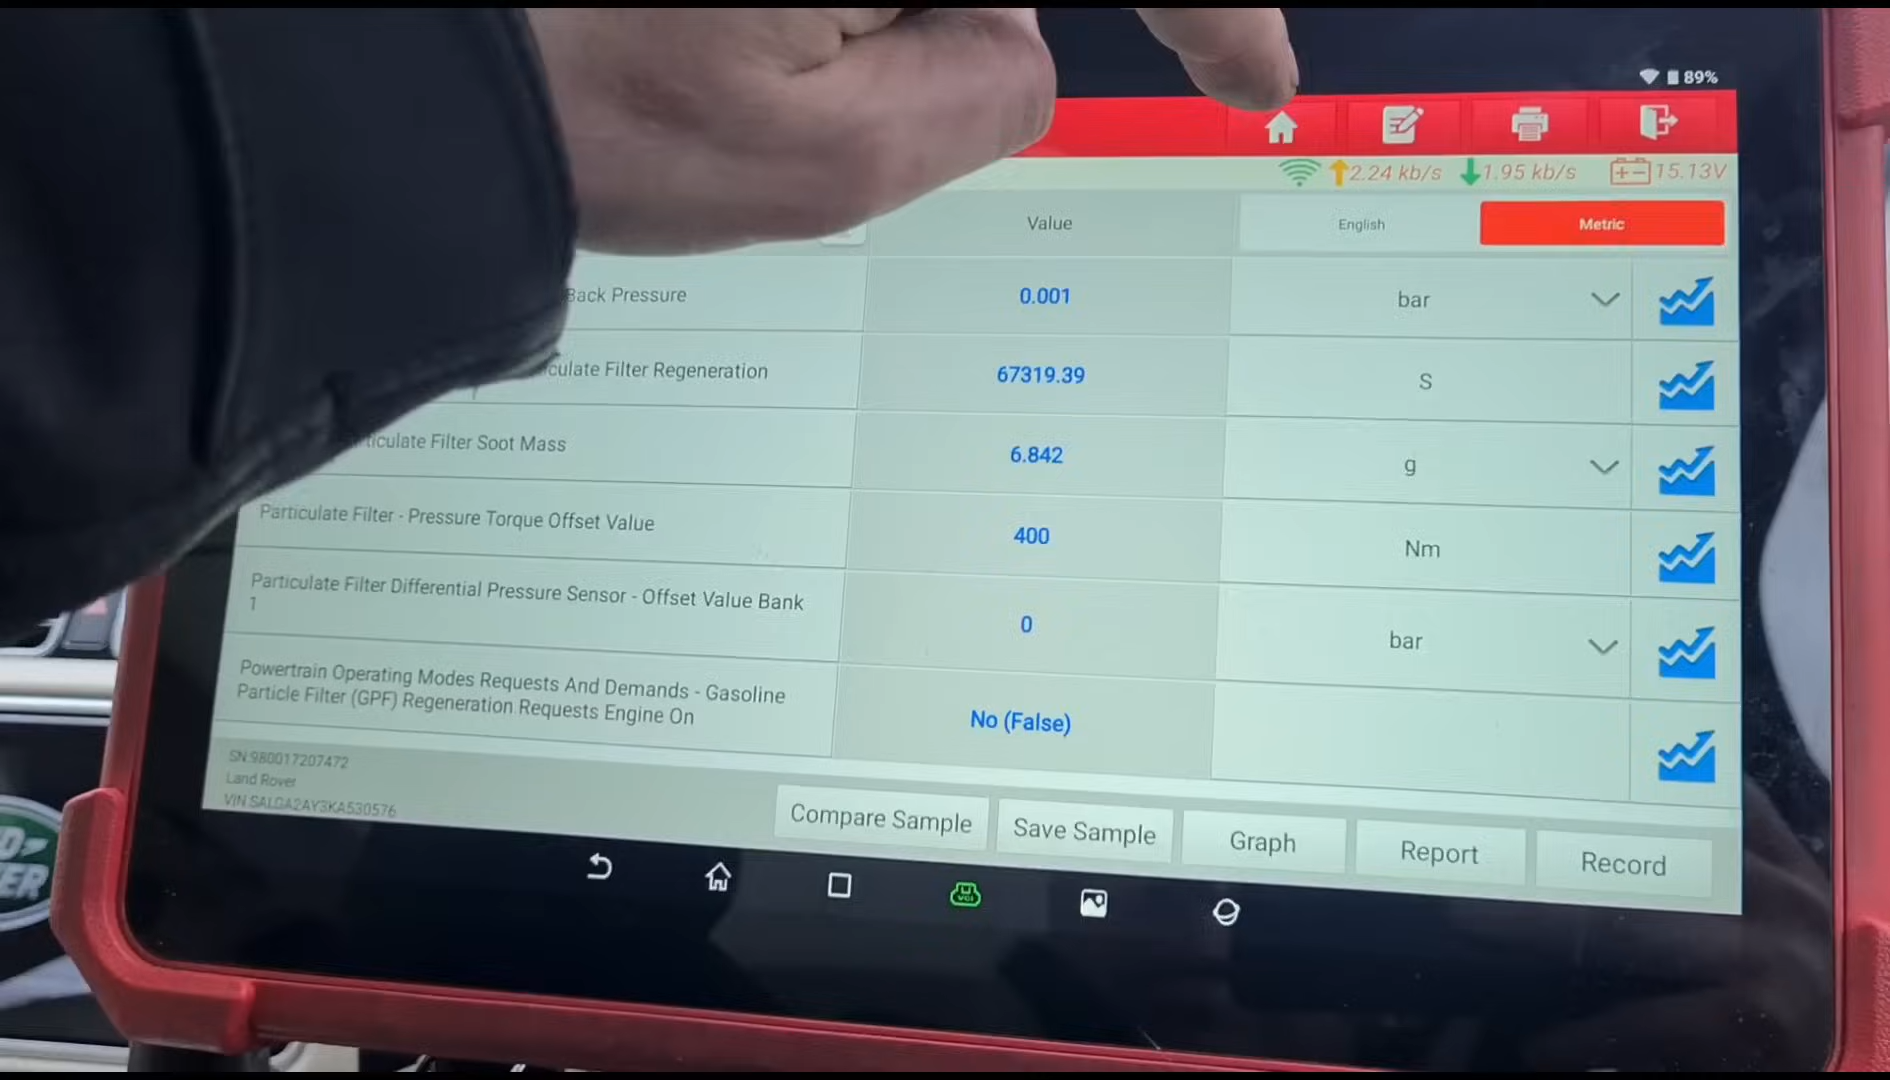 89%
2.24 kb/s 1.95 kb/s 15.13V
Value English Metric
Back Pressure 0.001 bar
culate Filter Regeneration 67319.39 S
ticulate Filter Soot Mass 6.842 g
Particulate Filter - Pressure Torque Offset Value 400 Nm
Particulate Filter Differential Pressure Sensor - Offset Value Bank
1 0 bar
Powertrain Operating Modes Requests And Demands - Gasoline
Particle Filter (GPF) Regeneration Requests Engine On No (False)
SN:980017207472
Land Rover
VIN:SALGA2AY3KA530576
Compare Sample Save Sample Graph Report Record
VCI